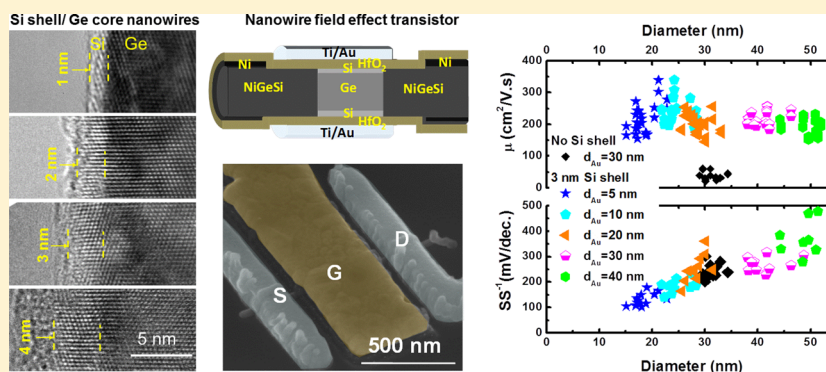 Si shell/ Ge core nanowires
Si
Ge
1 nm
2 nm
3 nm
4 nm
5 nm
Nanowire field effect transistor
Ti/Au
Ni
Si
HfO2
Ni
NiGeSi
Ge
NiGeSi
Si
HfO2
Ti/Au
S
G
D
500 nm
Diameter (nm)
0 10 20 30 40 50
400
300
200
100
0
μ (cm²/V.s)
No Si shell
dAu=30 nm
3 nm Si shell
dAu=5 nm
dAu=10 nm
dAu=20 nm
dAu=30 nm
dAu=40 nm
500
400
300
200
100
0
SS⁻¹(mV/dec.)
0 10 20 30 40 50
Diameter (nm)